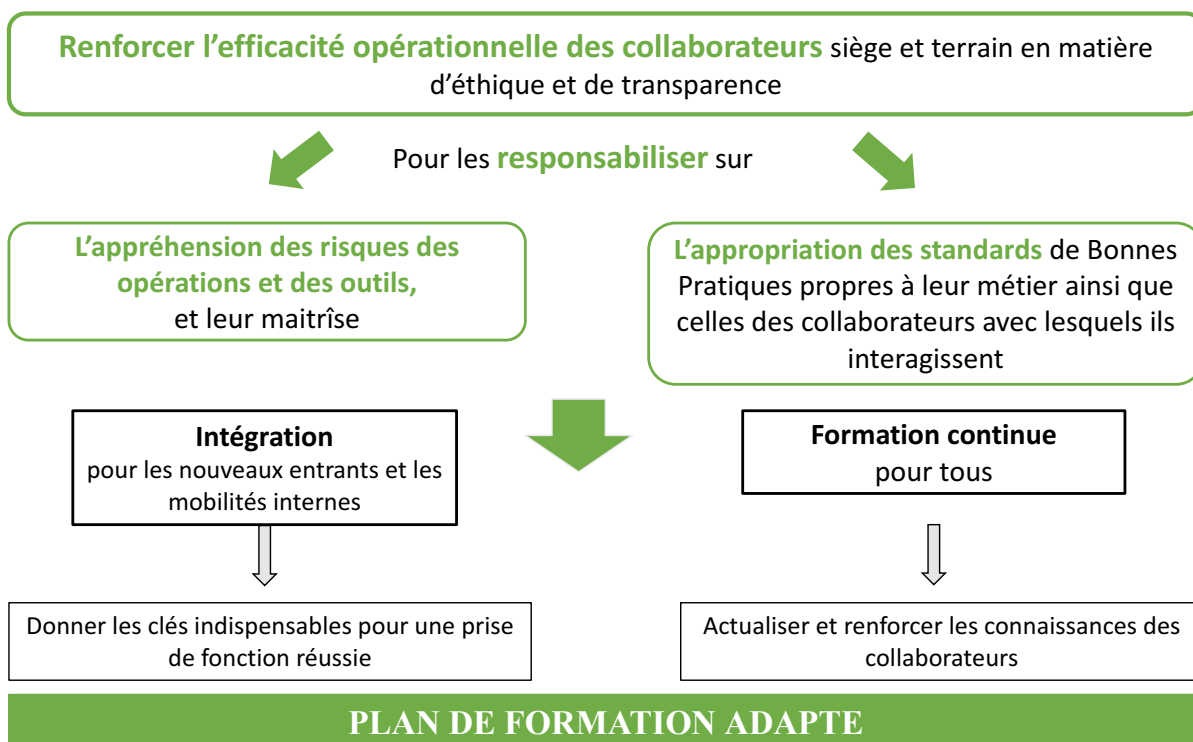 Renforcer l’efficacité opérationnelle des collaborateurs siège et terrain en matière
d’éthique et de transparence
Pour les responsabiliser sur
L’appréhension des risques des
opérations et des outils,
et leur maitrîse
L’appropriation des standards de Bonnes
Pratiques propres à leur métier ainsi que
celles des collaborateurs avec lesquels ils
interagissent
Intégration
pour les nouveaux entrants et les
mobilités internes
Formation continue
pour tous
Donner les clés indispensables pour une prise
de fonction réussie
Actualiser et renforcer les connaissances des
collaborateurs
PLAN DE FORMATION ADAPTE